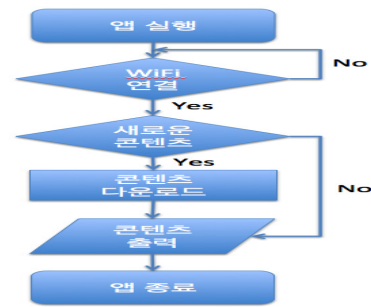 앱 실행
No
WiFi
연결
Yes
새로운
콘텐츠
Yes
콘텐츠
다운로드
No
콘텐츠
출력
앱 종료